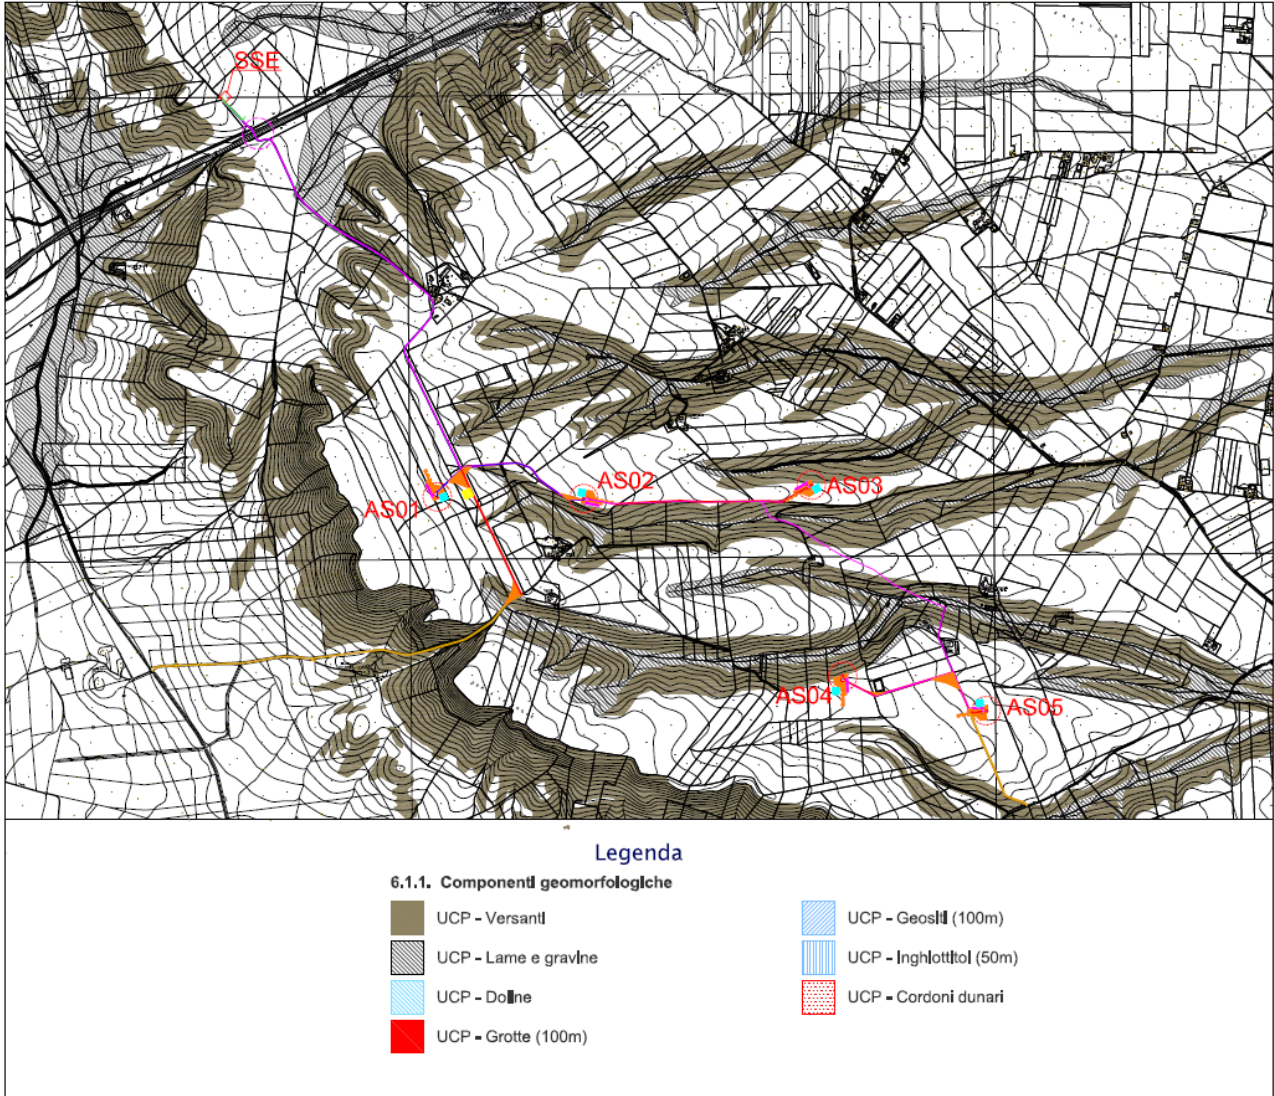 SSE
AS01
AS02
AS03
AS04
AS05
Legenda
6.1.1. Componenti geomorfologiche
UCP - Versanti
UCP - Lame e gravine
UCP - Doline
UCP - Grotte (100m)
UCP - Geositi (100m)
UCP - Inghiottitoi (50m)
UCP - Cordoni dunari